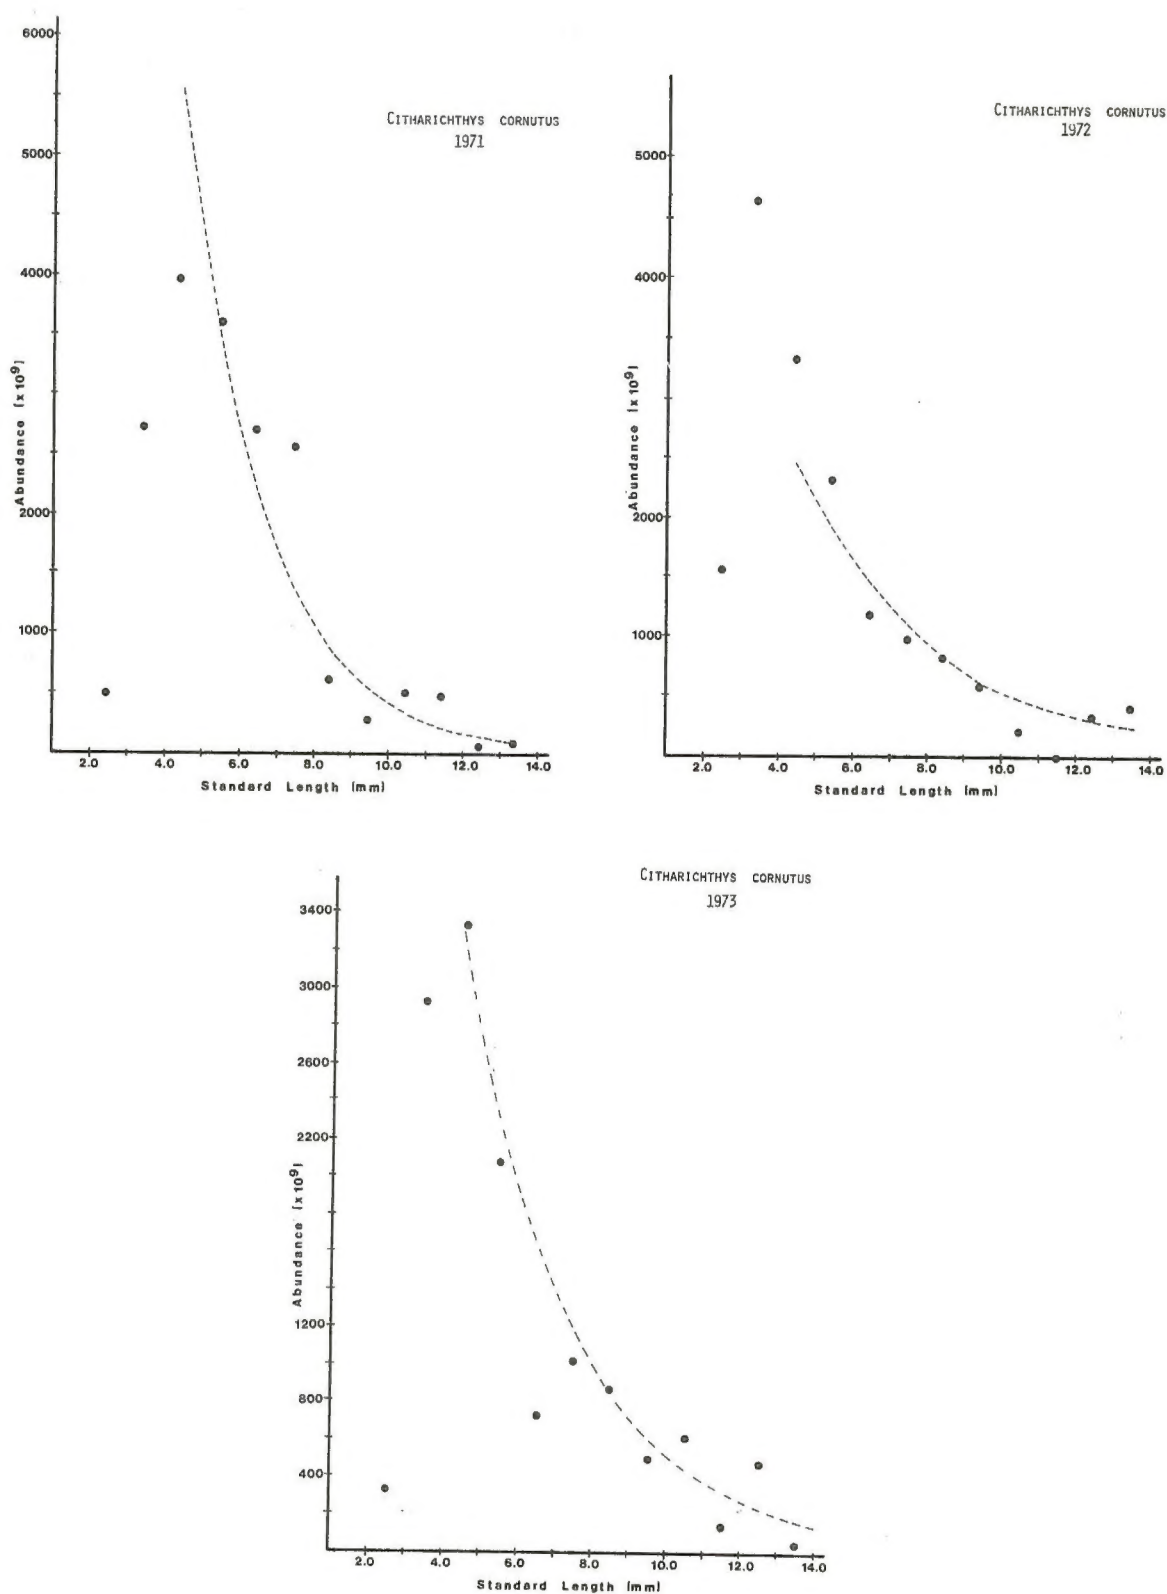 CITHARICHTHYS CORNUTUS
1971
6000
5000
4000
2000
1000
Abundance [x10⁹]
2.0 4.0 6.0 8.0 10.0 12.0 14.0
Standard Length [mm]
CITHARICHTHYS CORNUTUS
1972
5000
4000
2000
1000
Abundance [x10⁹]
2.0 4.0 6.0 8.0 10.0 12.0 14.0
Standard Length [mm]
CITHARICHTHYS CORNUTUS
1973
3400
3000
2600
2200
1200
800
400
Abundance [x10⁹]
2.0 4.0 6.0 8.0 10.0 12.0 14.0
Standard Length [mm]